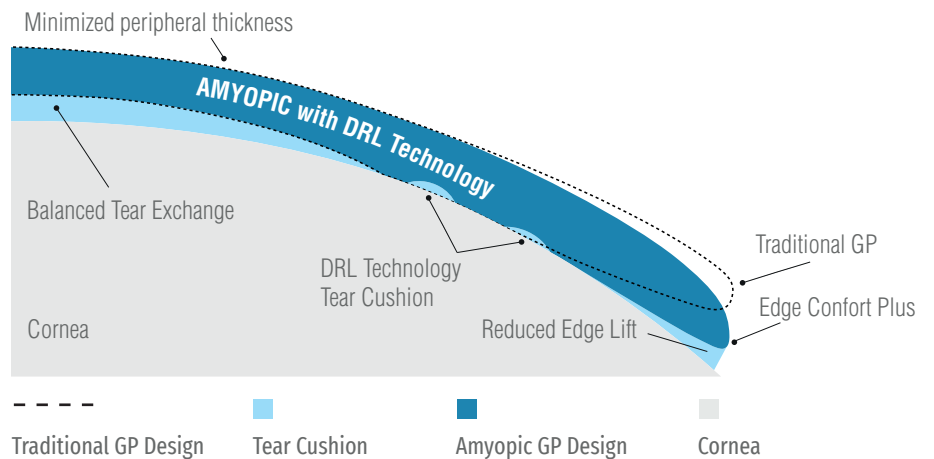 Minimized peripheral thickness
AMYOPIC with DRL Technology
Balanced Tear Exchange
Traditional GP
DRL Technology
Tear Cushion
Edge Confort Plus
Reduced Edge Lift
Cornea
Traditional GP Design
Tear Cushion
Amyopic GP Design
Cornea